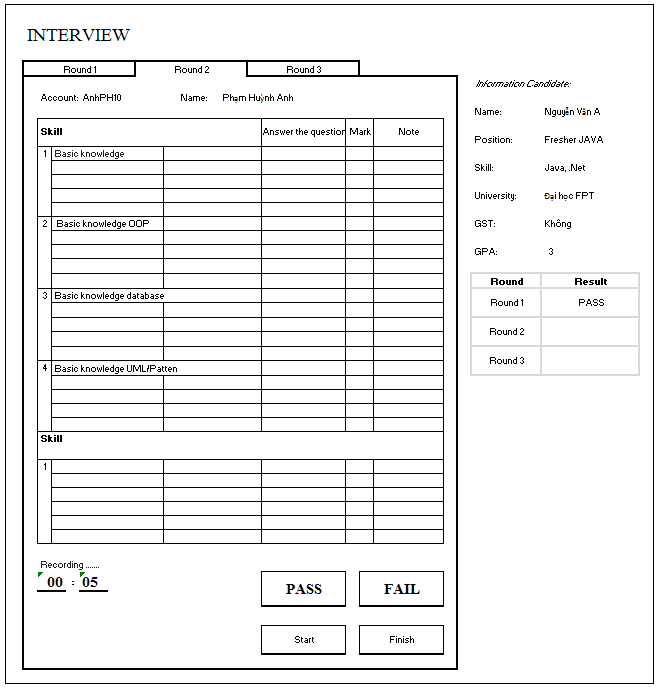 INTERVIEW
Round 1 Round 2 Round 3
Account: AnhPH10 Name: Phạm Huỳnh Anh
Skill Answer the question Mark Note
1 Basic knowledge
2 Basic knowledge OOP
3 Basic knowledge database
4 Basic knowledge UML/Patten
Skill
1
Recording .......
00 : 05
PASS FAIL
Start Finish
Information Candidate:
Name: Nguyễn Văn A
Position: Fresher JAVA
Skill: Java, .Net
University: Đại học FPT
GST: Không
GPA: 3
Round Result
Round 1 PASS
Round 2
Round 3